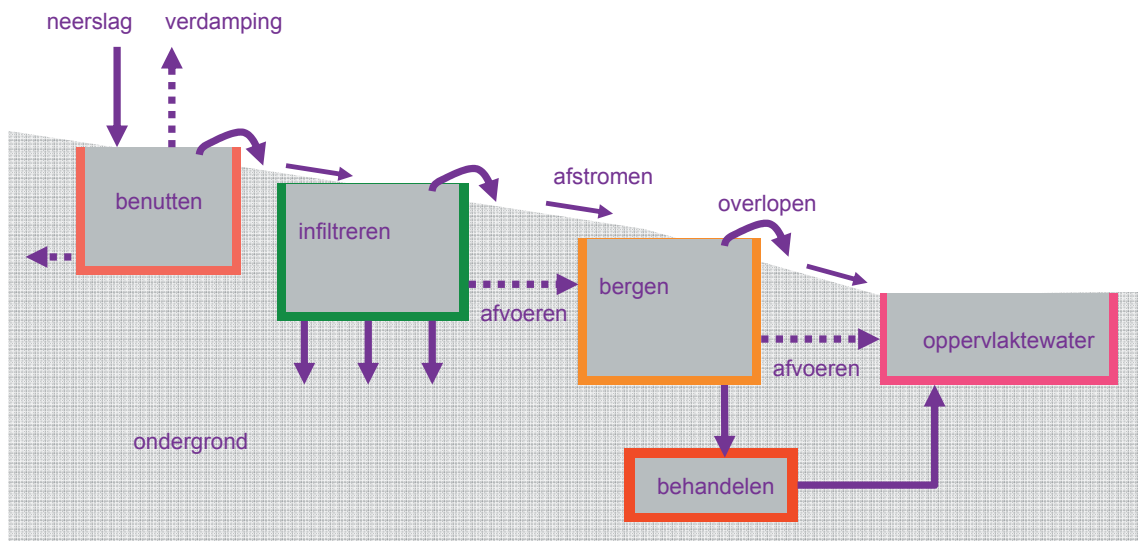 neerslag verdamping
benutten
infiltreren
afstromen
overlopen
bergen
afvoeren
oppervlaktewater
afvoeren
ondergrond
behandelen